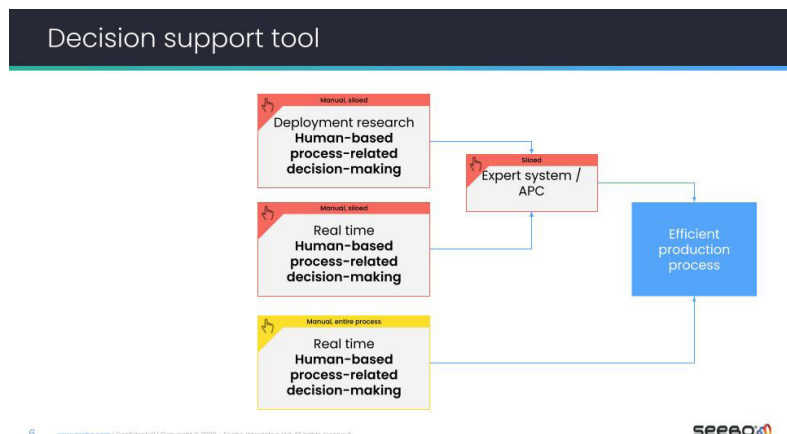 Decision support tool
Manual, siloed
Deployment research
Human-based
process-related
decision-making
Siloed
Expert system /
APC
Manual, siloed
Real time
Human-based
process-related
decision-making
Efficient
production
process
Manual, entire process
Real time
Human-based
process-related
decision-making
6
seebo